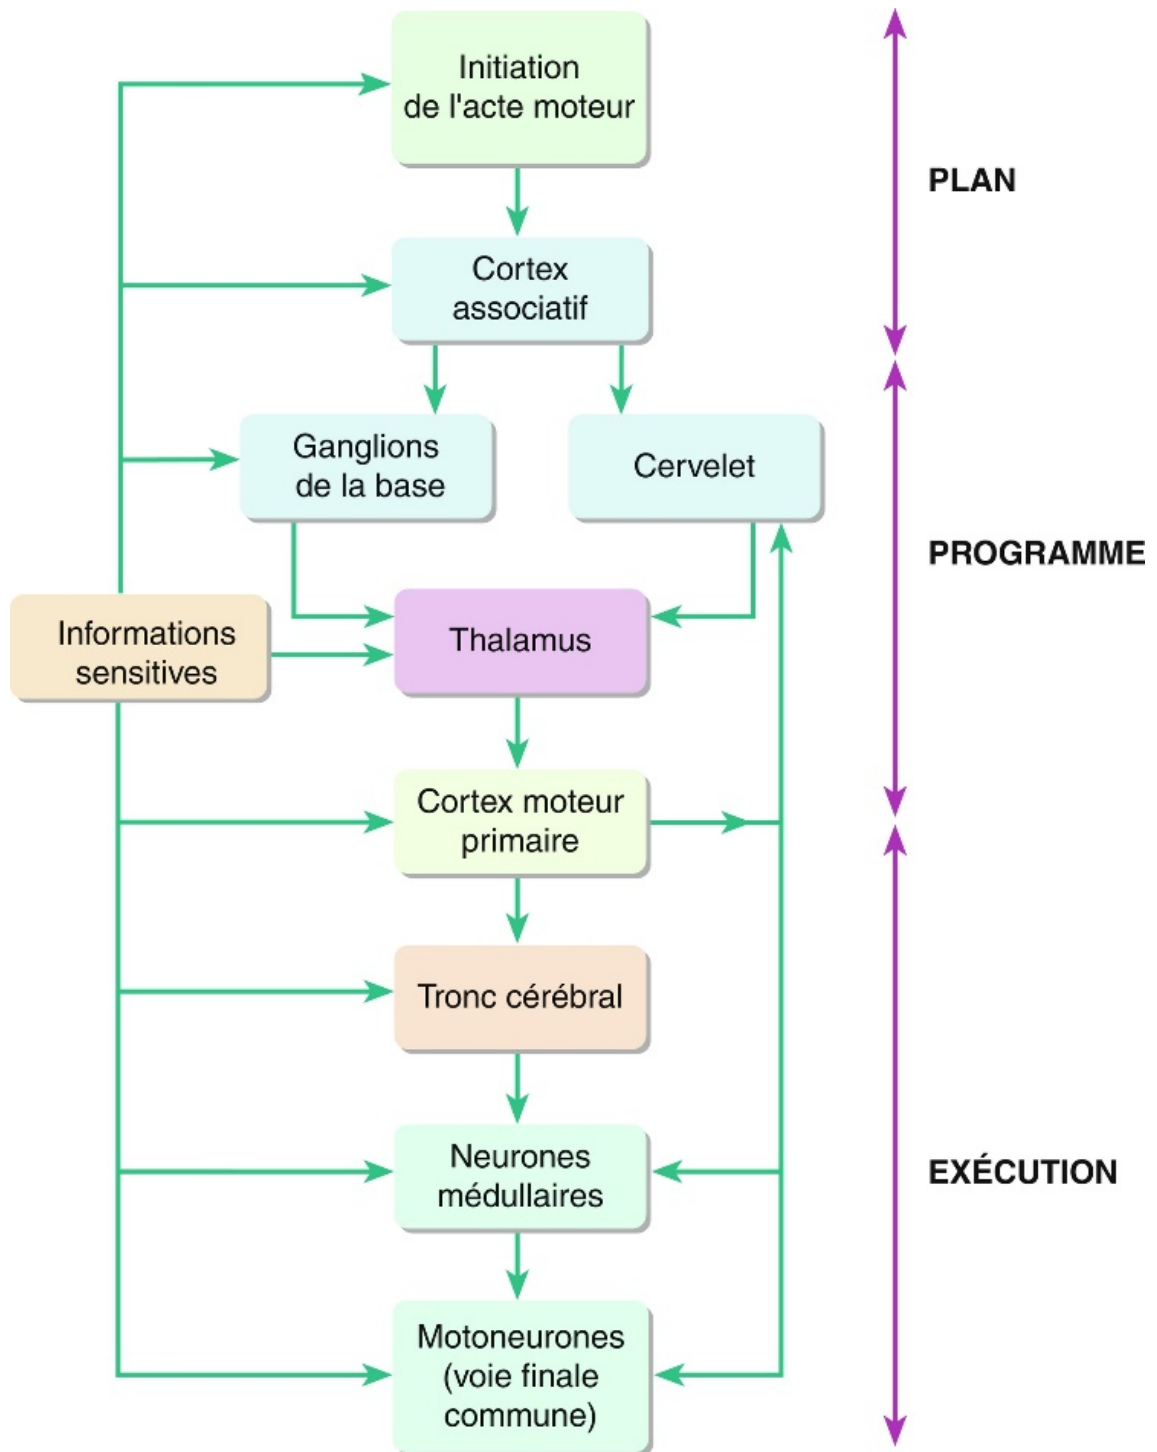 Initiation
de l'acte moteur
PLAN
Cortex
associatif
Ganglions
de la base
Cervelet
PROGRAMME
Informations
sensitives
Thalamus
Cortex moteur
primaire
Tronc cérébral
Neurones
médullaires
EXÉCUTION
Motoneurones
(voie finale
commune)